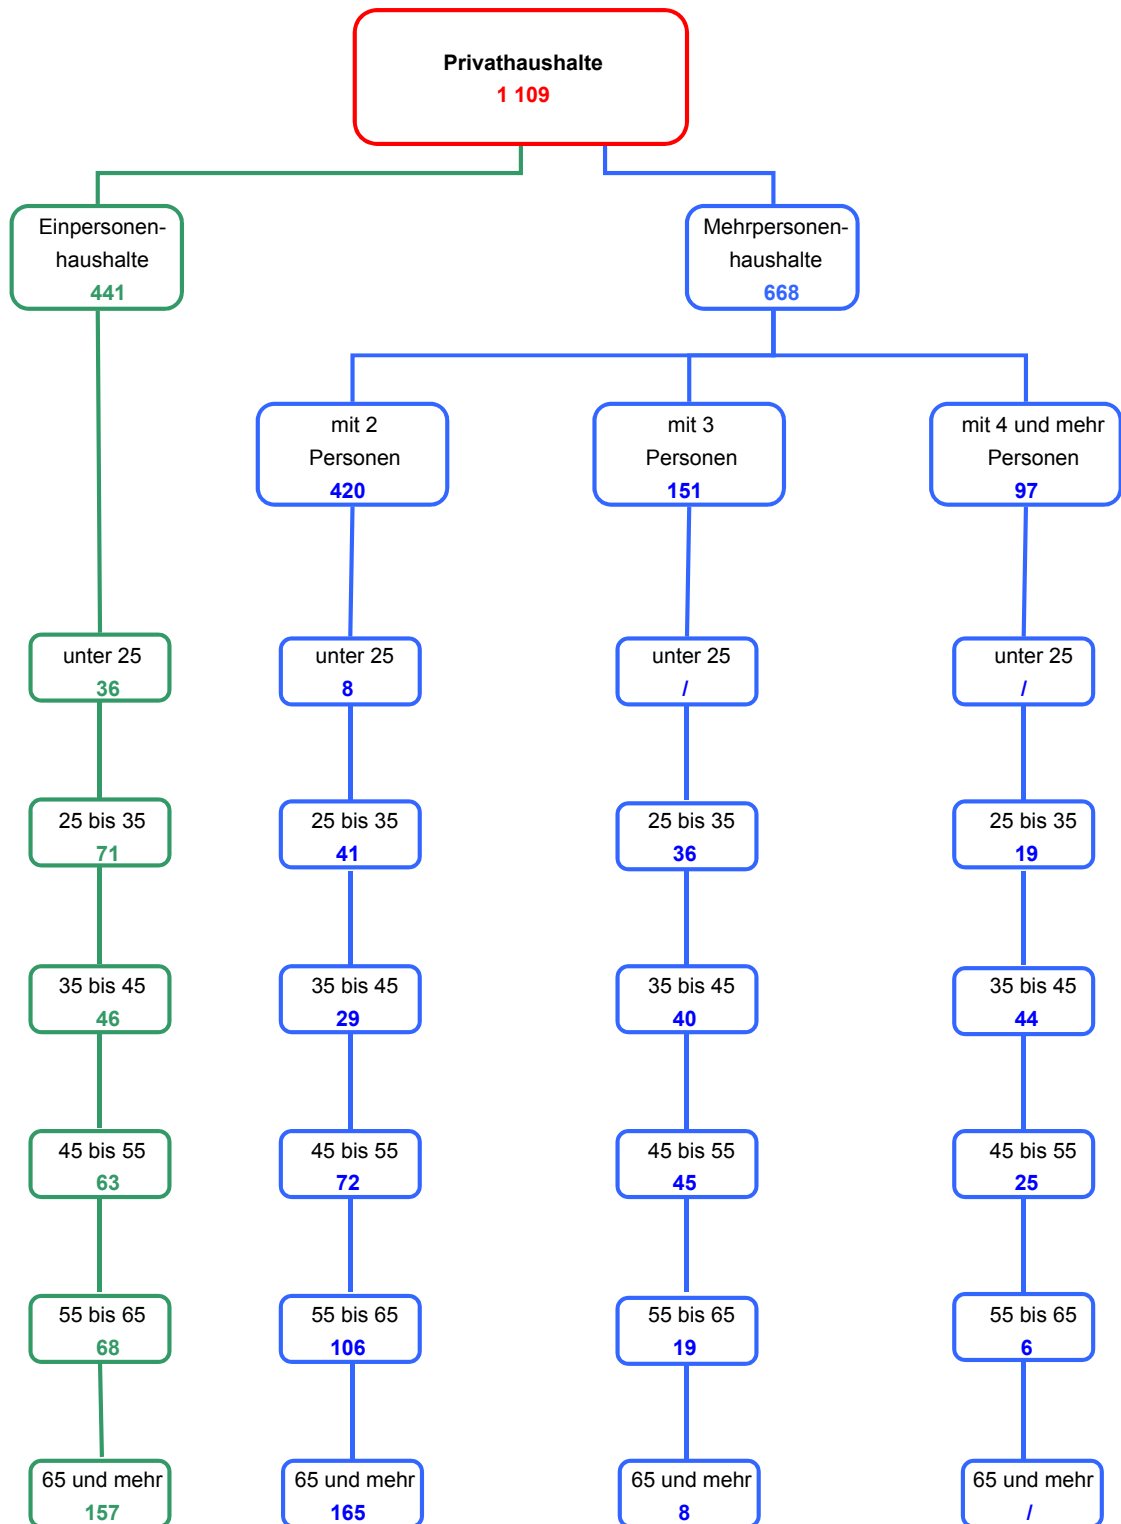 Privathaushalte
1 109
Einpersonen-
haushalte
441
Mehrpersonen-
haushalte
668
mit 2
Personen
420
mit 3
Personen
151
mit 4 und mehr
Personen
97
unter 25
36
unter 25
8
unter 25
/
unter 25
/
25 bis 35
71
25 bis 35
41
25 bis 35
36
25 bis 35
19
35 bis 45
46
35 bis 45
29
35 bis 45
40
35 bis 45
44
45 bis 55
63
45 bis 55
72
45 bis 55
45
45 bis 55
25
55 bis 65
68
55 bis 65
106
55 bis 65
19
55 bis 65
6
65 und mehr
157
65 und mehr
165
65 und mehr
8
65 und mehr
/